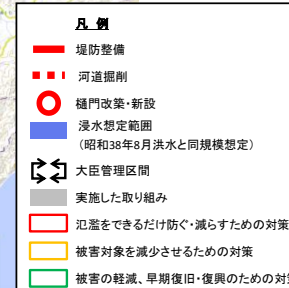 凡 例
堤防整備
河道掘削
樋門改築・新設
浸水想定範囲
（昭和38年8月洪水と同規模想定）
大臣管理区間
実施した取り組み
氾濫をできるだけ防ぐ・減らすための対策
被害対象を減少させるための対策
被害の軽減、早期復旧・復興のための対策